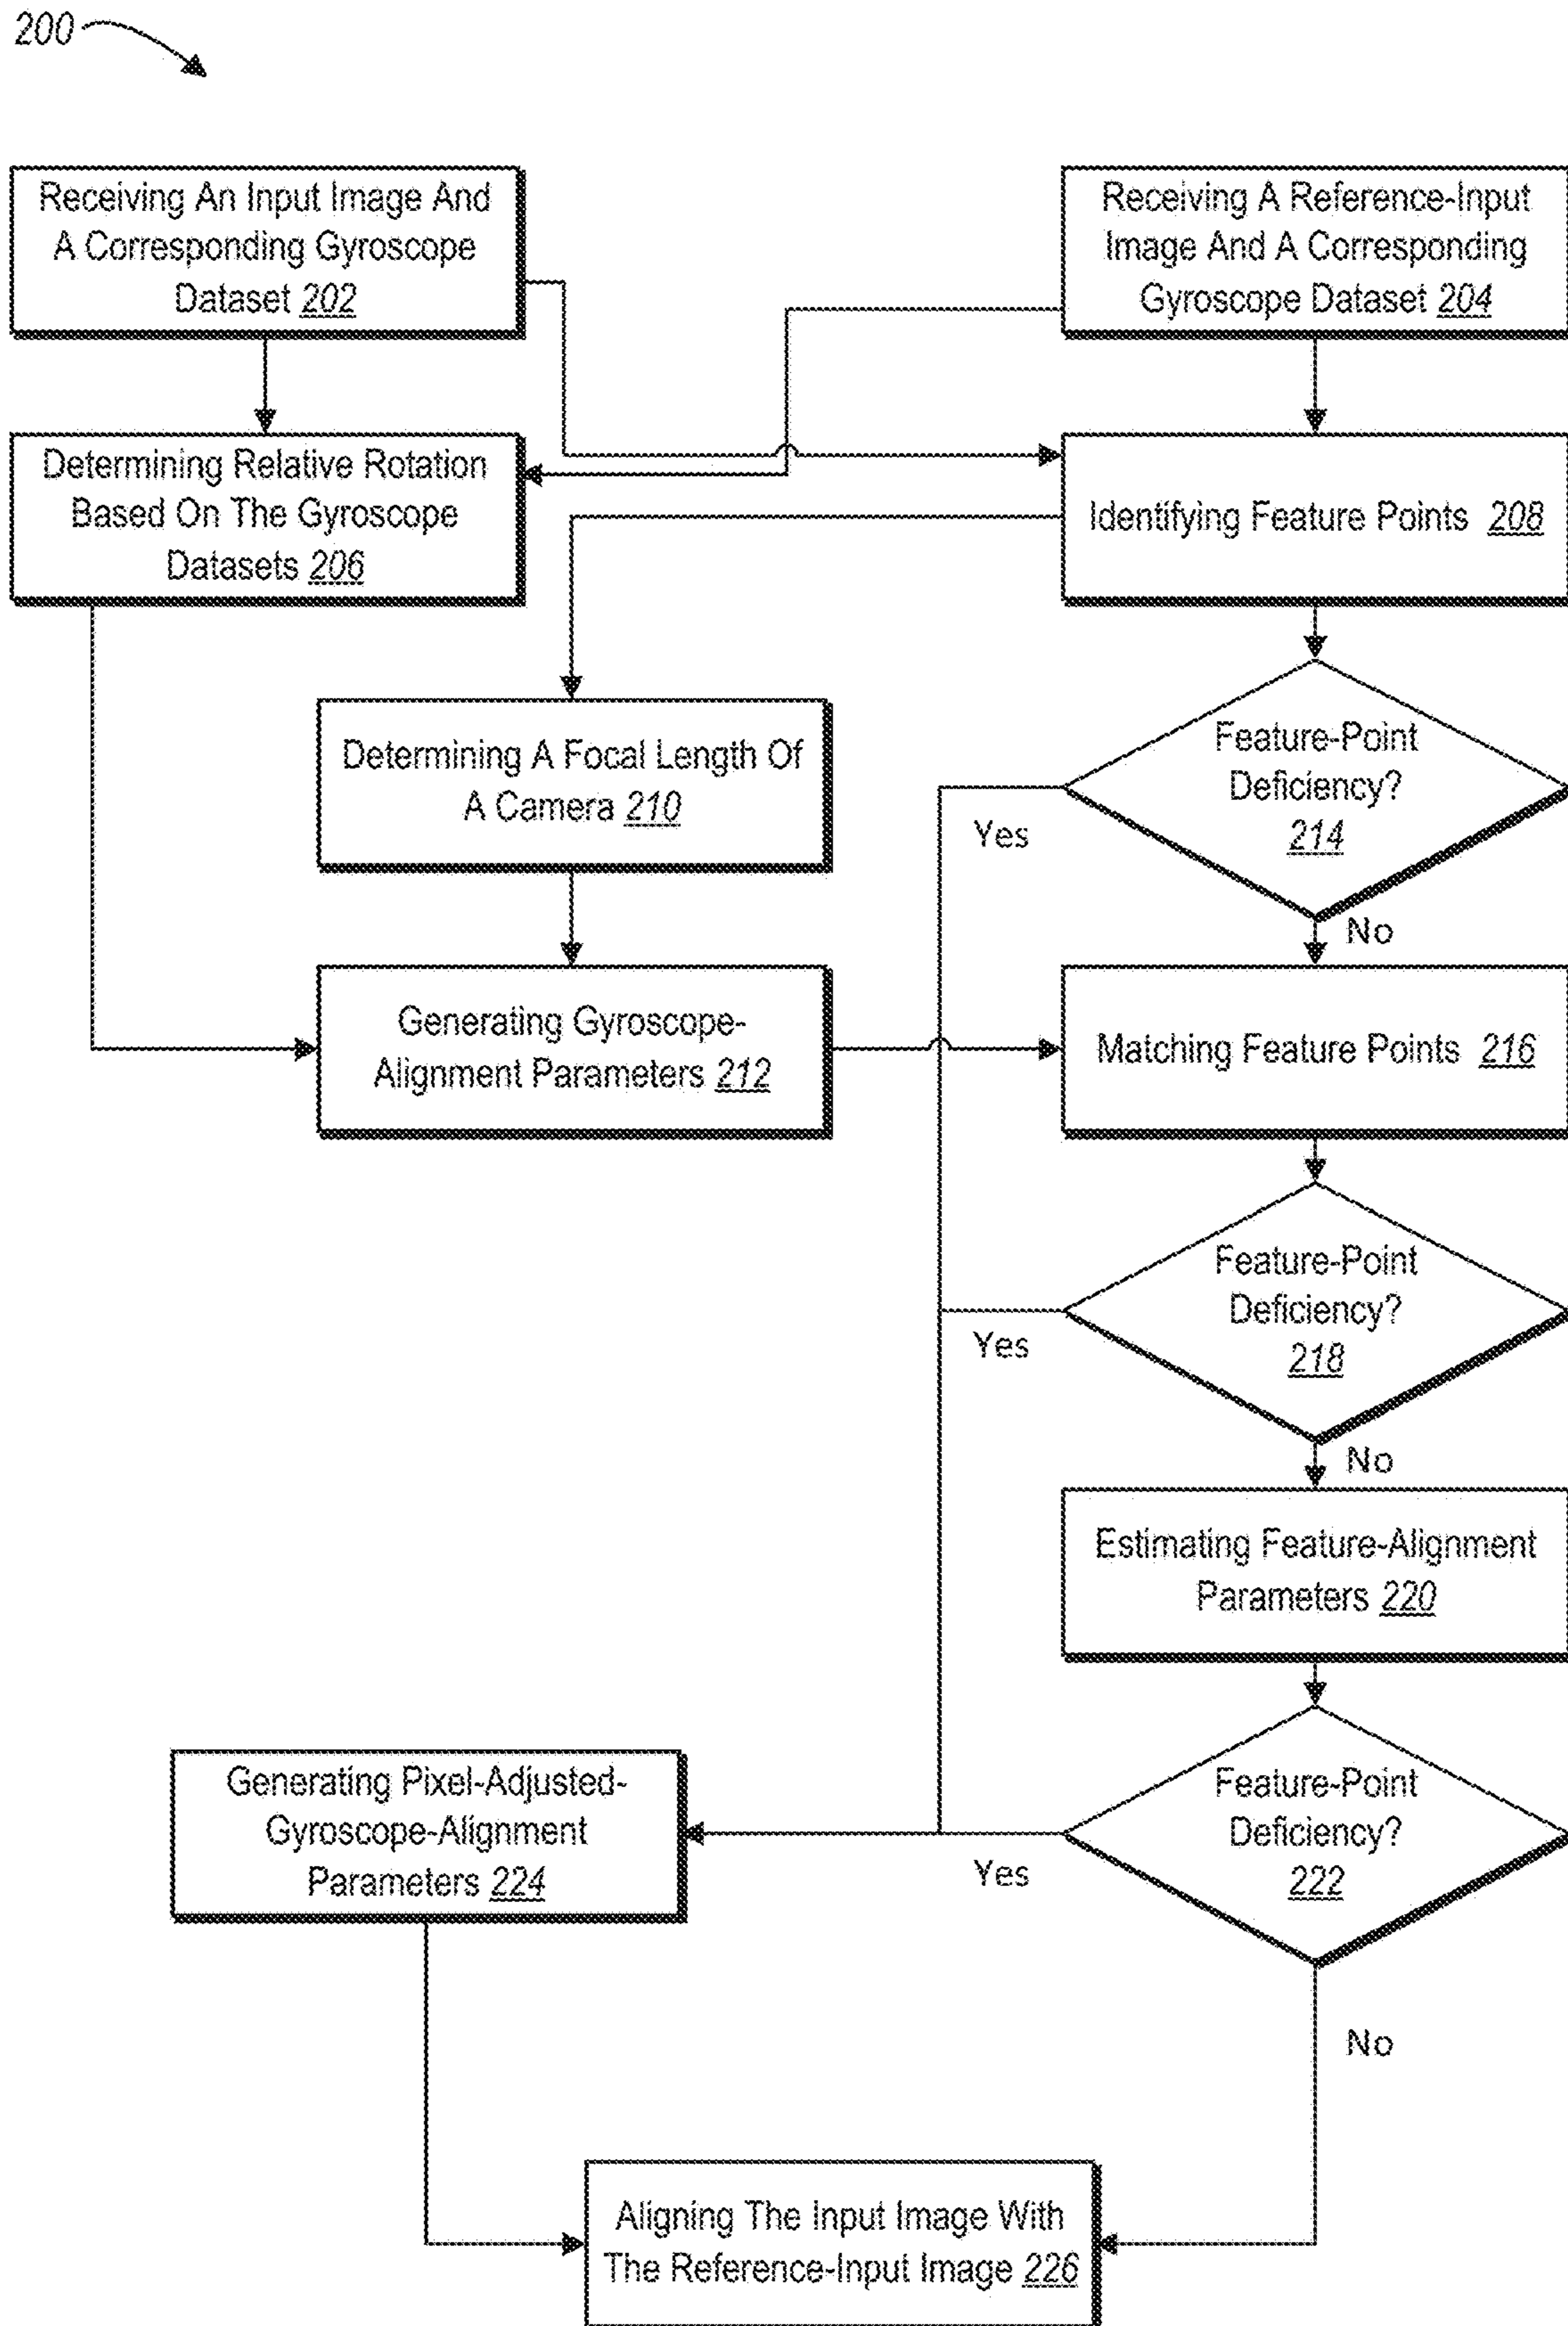 200
Receiving An Input Image And
A Corresponding Gyroscope
Dataset 202
Receiving A Reference-Input
Image And A Corresponding
Gyroscope Dataset 204
Determining Relative Rotation
Based On The Gyroscope
Datasets 206
Identifying Feature Points 208
Determining A Focal Length Of
A Camera 210
Feature-Point
Deficiency?
214
Yes
No
Generating Gyroscope-
Alignment Parameters 212
Matching Feature Points 216
Feature-Point
Deficiency?
218
Yes
No
Estimating Feature-Alignment
Parameters 220
Generating Pixel-Adjusted-
Gyroscope-Alignment
Parameters 224
Feature-Point
Deficiency?
222
Yes
No
Aligning The Input Image With
The Reference-Input Image 226